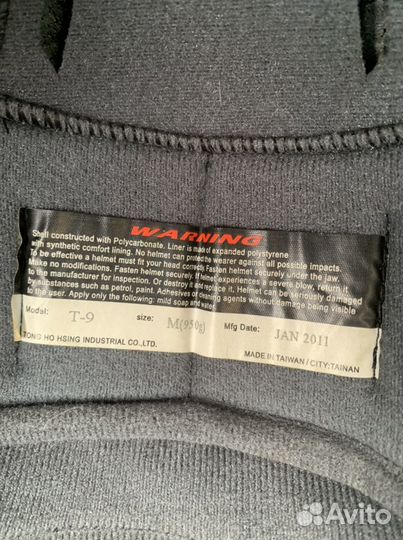 WARNING
Shell constructed with Polycarbonate. Liner is made of expanded polystyrene
with synthetic comfort lining. No helmet can protect the wearer against all possible impacts.
To be effective a helmet must fit your head correctly. Fasten helmet securely under the jaw.
Make no modifications. Fasten helmet securely. If helmet experiences a severe blow, return it
to the manufacturer for inspection. Or destroy it and replace it. Helmet can be seriously damaged
by substances such as petrol, paint. Adhesives or cleaning agents without damage being visible
to the user. Apply only the following: mild soap and water.
Model: T-9 size: M(950g) Mfg Date: JAN 2011
TONG HO HSING INDUSTRIAL CO.,LTD. MADE IN TAIWAN / CITY:TAINAN
Avito